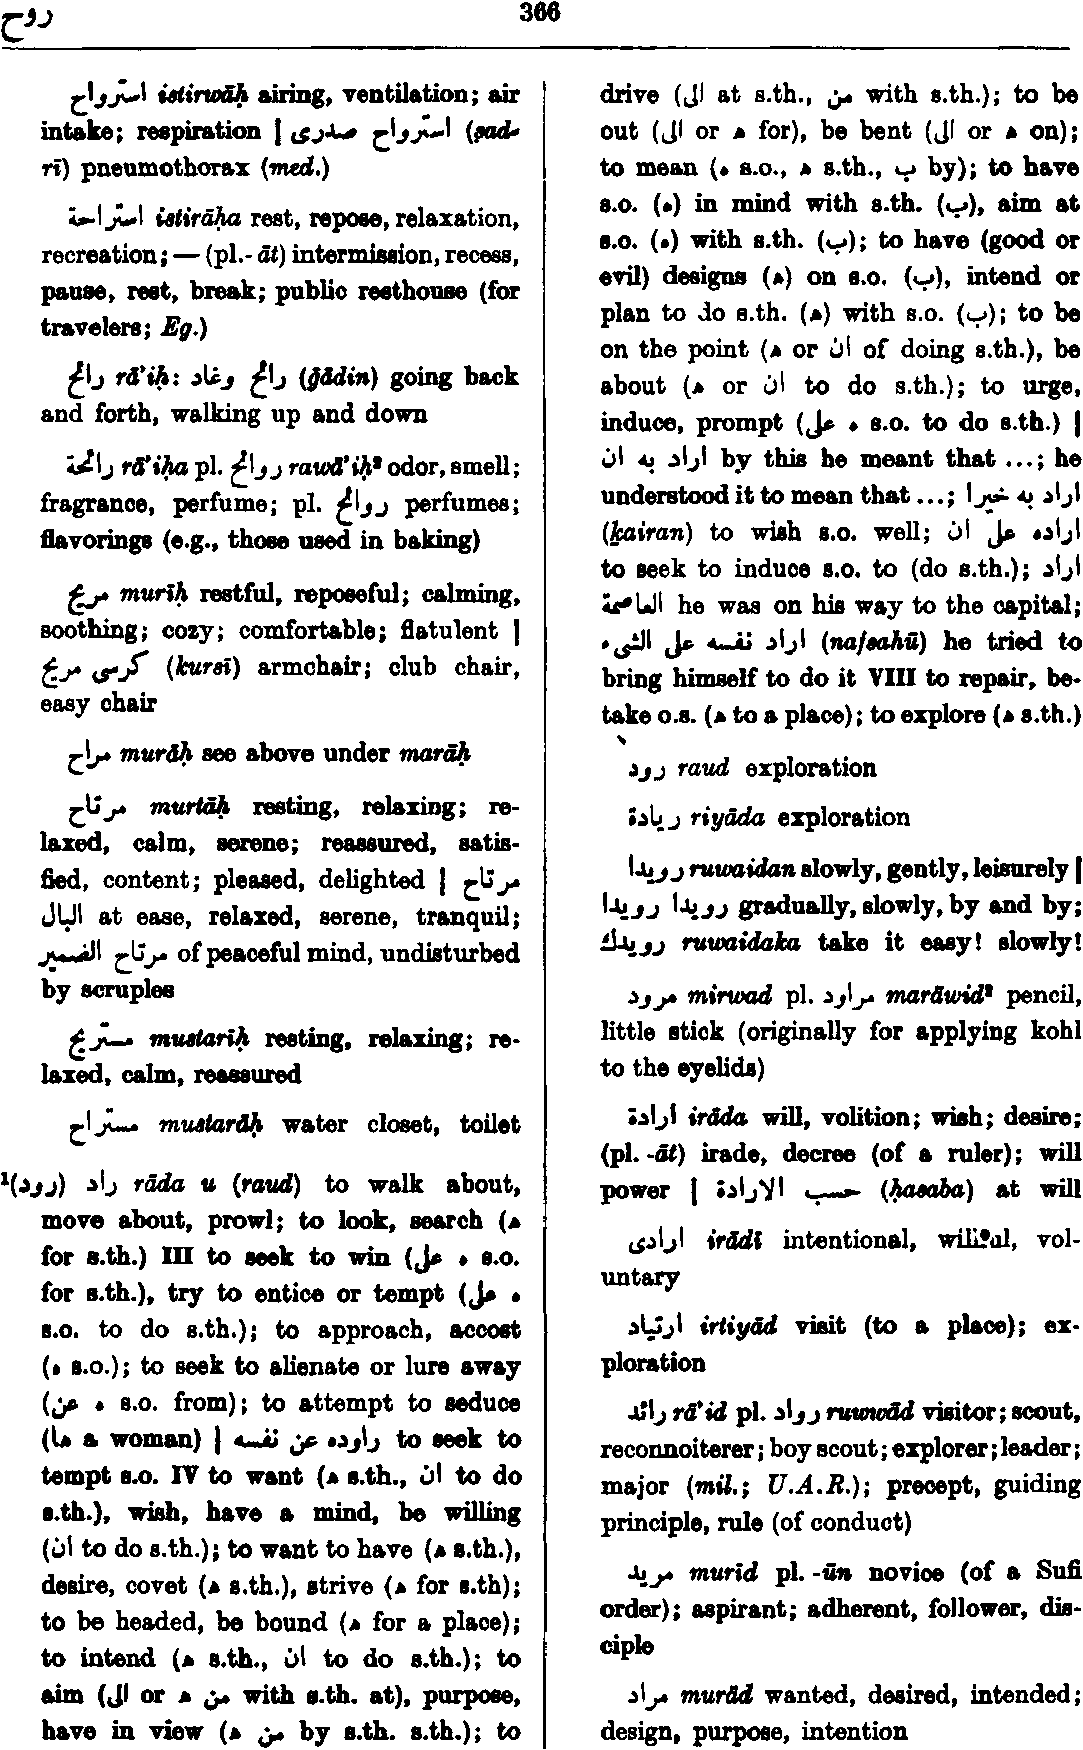 روح
366
استرواح istirwāḥ airing, ventilation; air
intake; respiration | استرواح صدرى (ṣad-
rī) pneumothorax (med.)
استراحة istirāḥa rest, repose, relaxation,
recreation; — (pl. -āt) intermission, recess,
pause, rest, break; public resthouse (for
travelers; Eg.)
رائح rā'iḥ: رائح وغاد (ḡādin) going back
and forth, walking up and down
رائحة rā'iḥa pl. روائح rawā'iḥ² odor, smell;
fragrance, perfume; pl. روائح perfumes;
flavorings (e.g., those used in baking)
مريح murīḥ restful, reposeful; calming,
soothing; cozy; comfortable; flatulent |
كرسى مريح (kursī) armchair; club chair,
easy chair
مراح murāḥ see above under marāḥ
مرتاح murtāḥ resting, relaxing; re-
laxed, calm, serene; reassured, satis-
fied, content; pleased, delighted | مرتاح
البال at ease, relaxed, serene, tranquil;
مرتاح الضمير of peaceful mind, undisturbed
by scruples
مستريح mustarīḥ resting, relaxing; re-
laxed, calm, reassured
مستراح mustarāḥ water closet, toilet
¹(رود) راد rāda u (raud) to walk about,
move about, prowl; to look, search (ه
for s.th.) III to seek to win (على ه s.o.
for s.th.), try to entice or tempt (على ه
s.o. to do s.th.); to approach, accost
(ه s.o.); to seek to alienate or lure away
(عن ه s.o. from); to attempt to seduce
(ها a woman) | راوده عن نفسه to seek to
tempt s.o. IV to want (ه s.th., ان to do
s.th.), wish, have a mind, be willing
(ان to do s.th.); to want to have (ه s.th.),
desire, covet (ه s.th.), strive (ه for s.th);
to be headed, be bound (ه for a place);
to intend (ه s.th., ان to do s.th.); to
aim (الى or ه من with s.th. at), purpose,
have in view (ه من by s.th. s.th.); to
drive (الى at s.th., من with s.th.); to be
out (الى or ه for), be bent (الى or ه on);
to mean (ه s.o., ه s.th., ب by); to have
s.o. (ه) in mind with s.th. (ب), aim at
s.o. (ه) with s.th. (ب); to have (good or
evil) designs (ه) on s.o. (ب), intend or
plan to do s.th. (ه) with s.o. (ب); to be
on the point (ه or ان of doing s.th.), be
about (ه or ان to do s.th.); to urge,
induce, prompt (على ه s.o. to do s.th.) |
اراد به ان by this he meant that ...; he
understood it to mean that ...; اراد به خيرا
(ḵairan) to wish s.o. well; اراده على ان
to seek to induce s.o. to (do s.th.); اراد
العاصمة he was on his way to the capital;
اراد نفسه على الشىء (nafsahū) he tried to
bring himself to do it VIII to repair, be-
take o.s. (ه to a place); to explore (ه s.th.)
رود raud exploration
ريادة riyāda exploration
رويدا ruwaidan slowly, gently, leisurely |
رويدا رويدا gradually, slowly, by and by;
رويدك ruwaidaka take it easy! slowly!
مرود mirwad pl. مراود marāwid² pencil,
little stick (originally for applying kohl
to the eyelids)
ارادة irāda will, volition; wish; desire;
(pl. -āt) irade, decree (of a ruler); will
power | حسب الارادة (ḥasaba) at will
ارادى irādī intentional, willful, vol-
untary
ارتياد irtiyād visit (to a place); ex-
ploration
رائد rā'id pl. رواد ruwwād visitor; scout,
reconnoiterer; boy scout; explorer; leader;
major (mil.; U.A.R.); precept, guiding
principle, rule (of conduct)
مريد murīd pl. -ūn novice (of a Sufi
order); aspirant; adherent, follower, dis-
ciple
مراد murād wanted, desired, intended;
design, purpose, intention